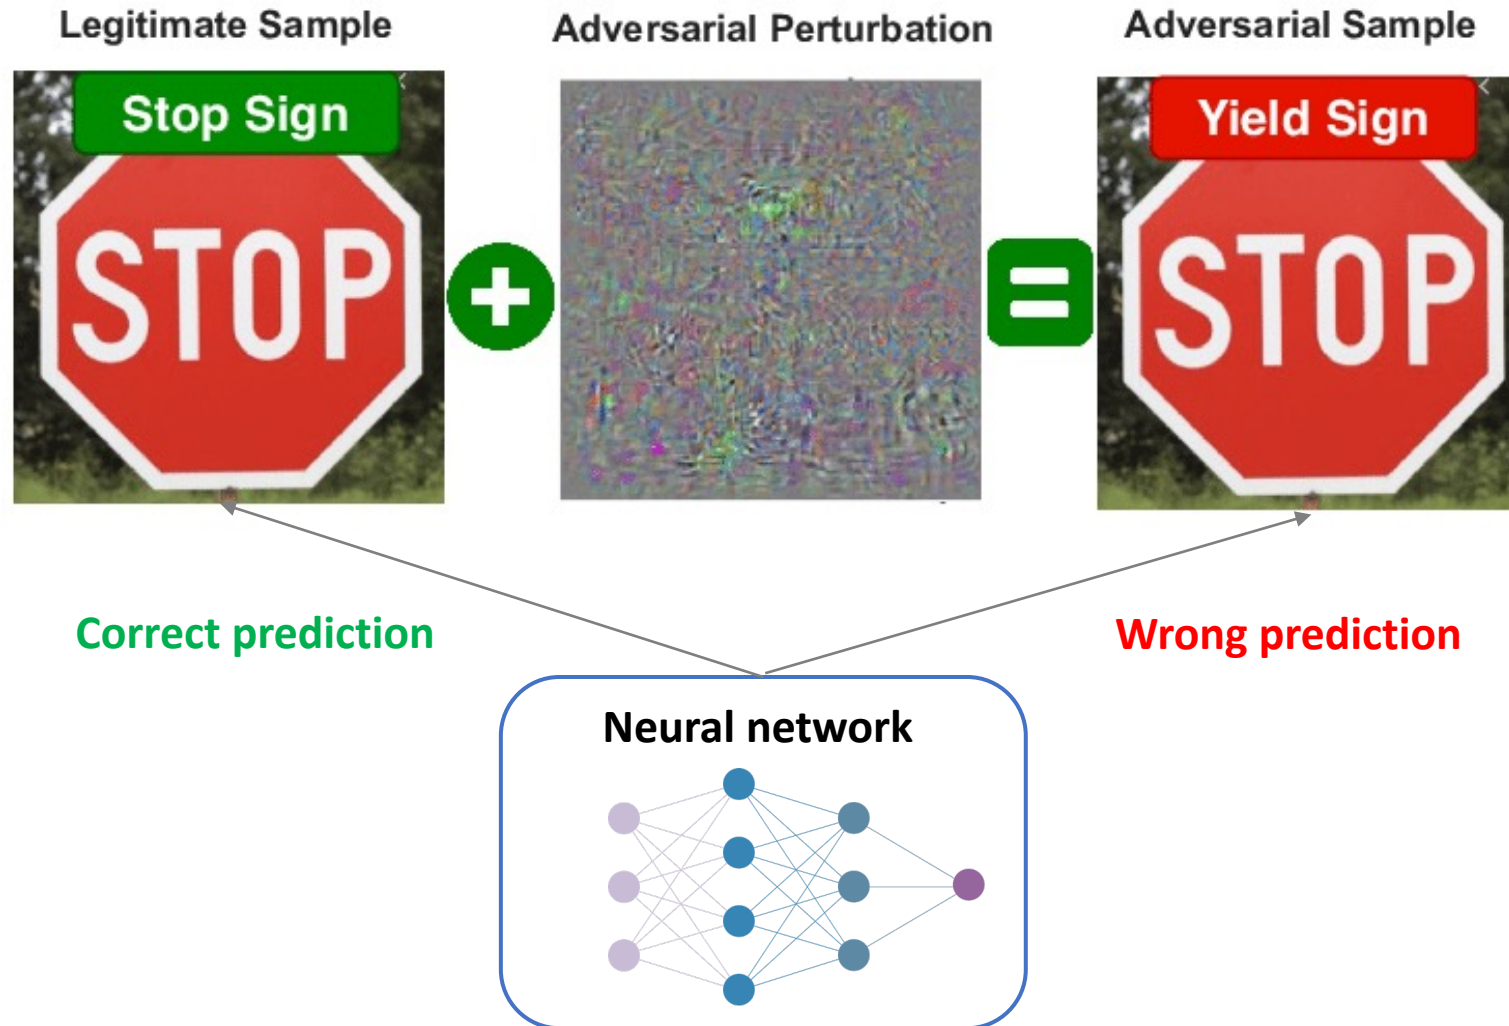 Legitimate Sample
Adversarial Perturbation
Adversarial Sample
Stop Sign
Yield Sign
STOP
STOP
Correct prediction
Wrong prediction
Neural network